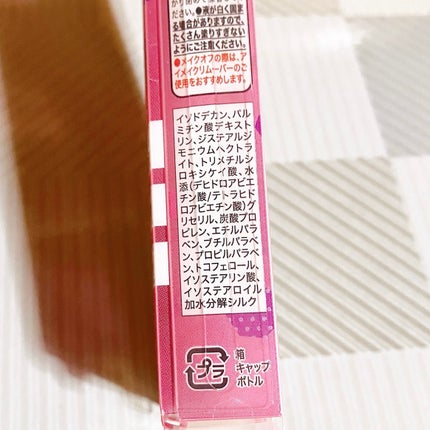 ださい。●液が白く固ま
る場合がありますので、
たくさん塗りすぎない
ようにご注意ください。
●メイクオフの際は、ア
イメイクリムーバーのご
使用をおすすめします。
イソドデカン、パル
ミチン酸デキスト
リン、ジステアルジ
モニウムヘクトラ
イト、トリメチルシ
ロキシケイ酸、水
添(デヒドロアビエ
チン酸/テトラヒド
ロアビエチン酸)グ
リセリル、炭酸プロ
ピレン、エチルパラ
ベン、ブチルパラベ
ン、プロピルパラベ
ン、トコフェロール、
イソステアリン酸、
イソステアロイル
加水分解シルク
プラ
箱
キャップ
ボトル